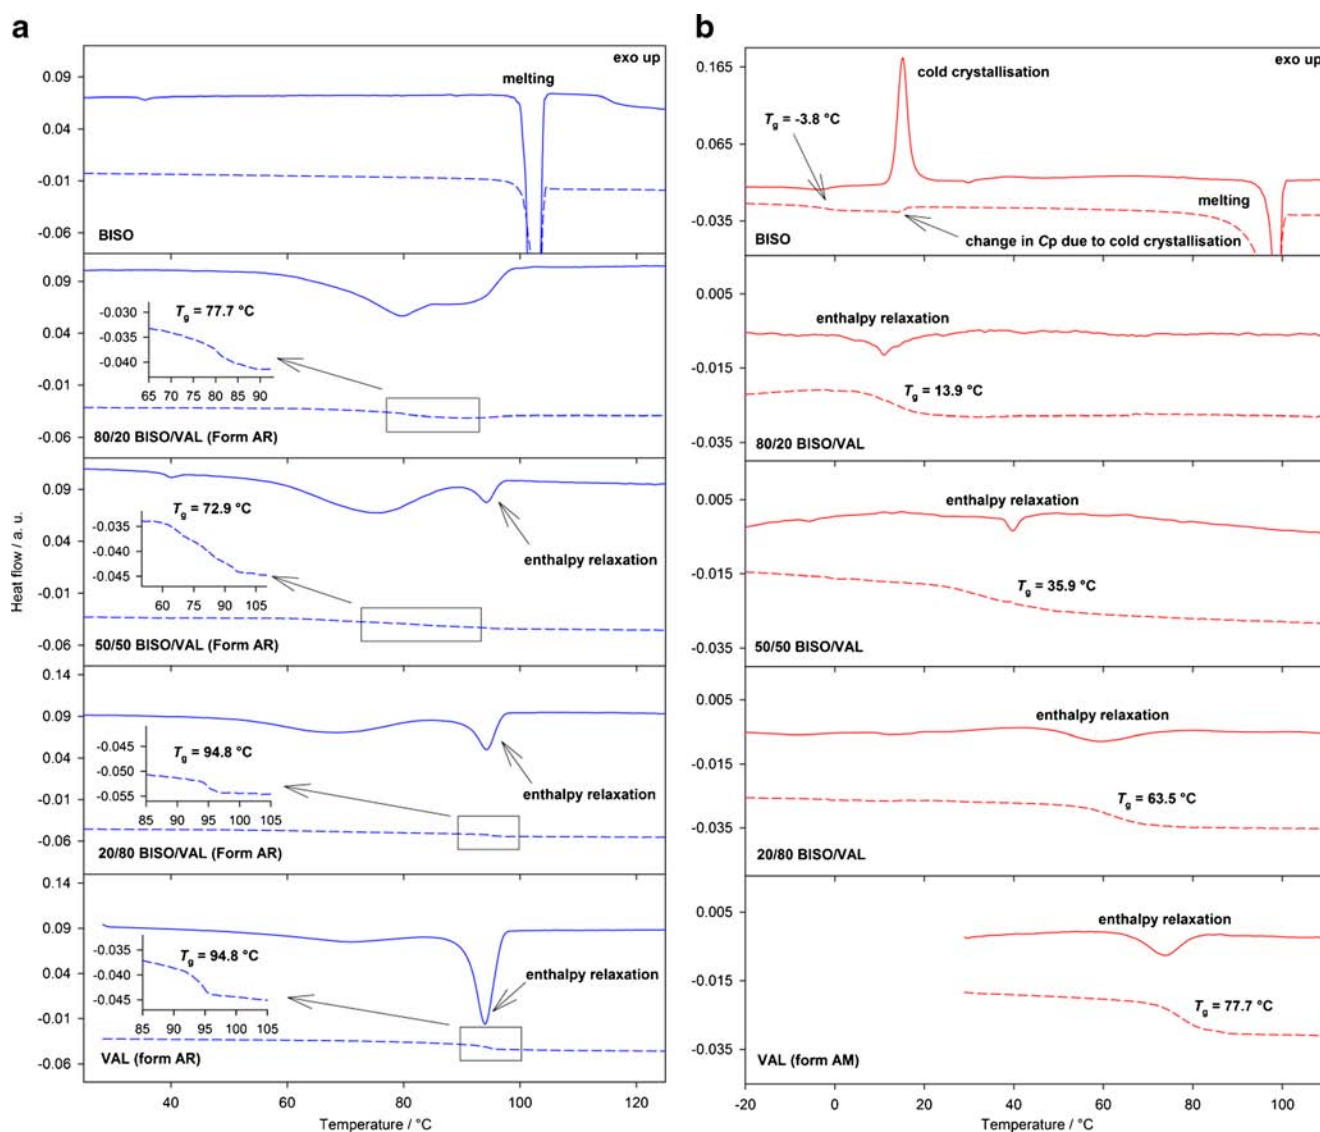 a
exo up
melting
0.09
0.04
-0.01
-0.06
BISO
0.09
0.04
-0.01
-0.06
Tg = 77.7 °C
-0.030
-0.035
-0.040
65 70 75 80 85 90
80/20 BISO/VAL (Form AR)
0.09
0.04
-0.01
-0.06
Tg = 72.9 °C
-0.035
-0.040
-0.045
60 75 90 105
enthalpy relaxation
50/50 BISO/VAL (Form AR)
Heat flow / a. u.
0.14
0.09
0.04
-0.01
-0.06
Tg = 94.8 °C
-0.045
-0.050
-0.055
85 90 95 100 105
enthalpy relaxation
20/80 BISO/VAL (Form AR)
0.14
0.09
0.04
-0.01
-0.06
Tg = 94.8 °C
-0.035
-0.040
-0.045
85 90 95 100 105
enthalpy relaxation
VAL (form AR)
40 60 80 100 120
Temperature / °C
b
exo up
0.165
0.065
-0.035
cold crystallisation
Tg = -3.8 °C
melting
change in Cp due to cold crystallisation
BISO
0.005
-0.015
-0.035
enthalpy relaxation
Tg = 13.9 °C
80/20 BISO/VAL
0.005
-0.015
-0.035
enthalpy relaxation
Tg = 35.9 °C
50/50 BISO/VAL
0.005
-0.015
-0.035
enthalpy relaxation
Tg = 63.5 °C
20/80 BISO/VAL
0.005
-0.015
-0.035
enthalpy relaxation
Tg = 77.7 °C
VAL (form AM)
-20 0 20 40 60 80 100
Temperature / °C